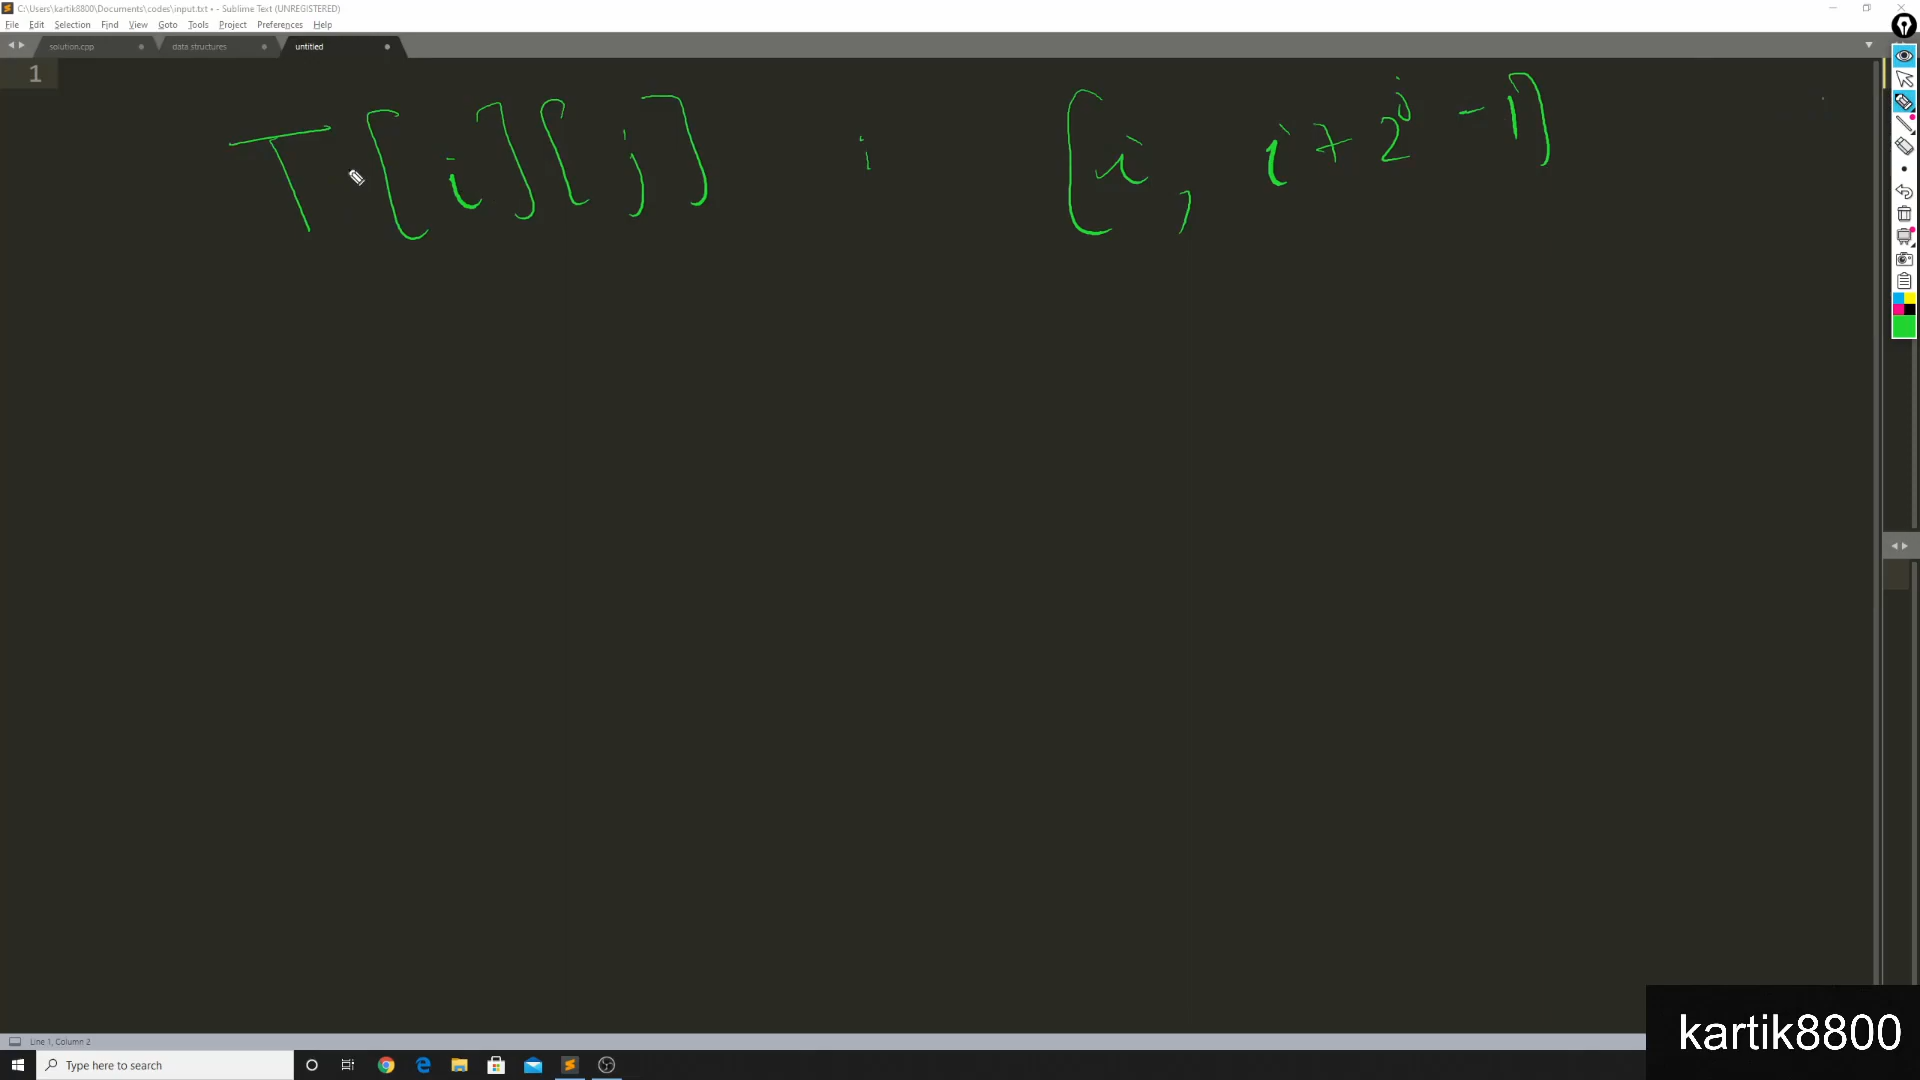 C:\Users\kartik8800\Documents\codes\input.txt • - Sublime Text (UNREGISTERED)
File Edit Selection Find View Goto Tools Project Preferences Help
solution.cpp data structures untitled
1
T[i][j] i [i, i+2^j - 1]
Line 1, Column 2
Type here to search
kartik8800